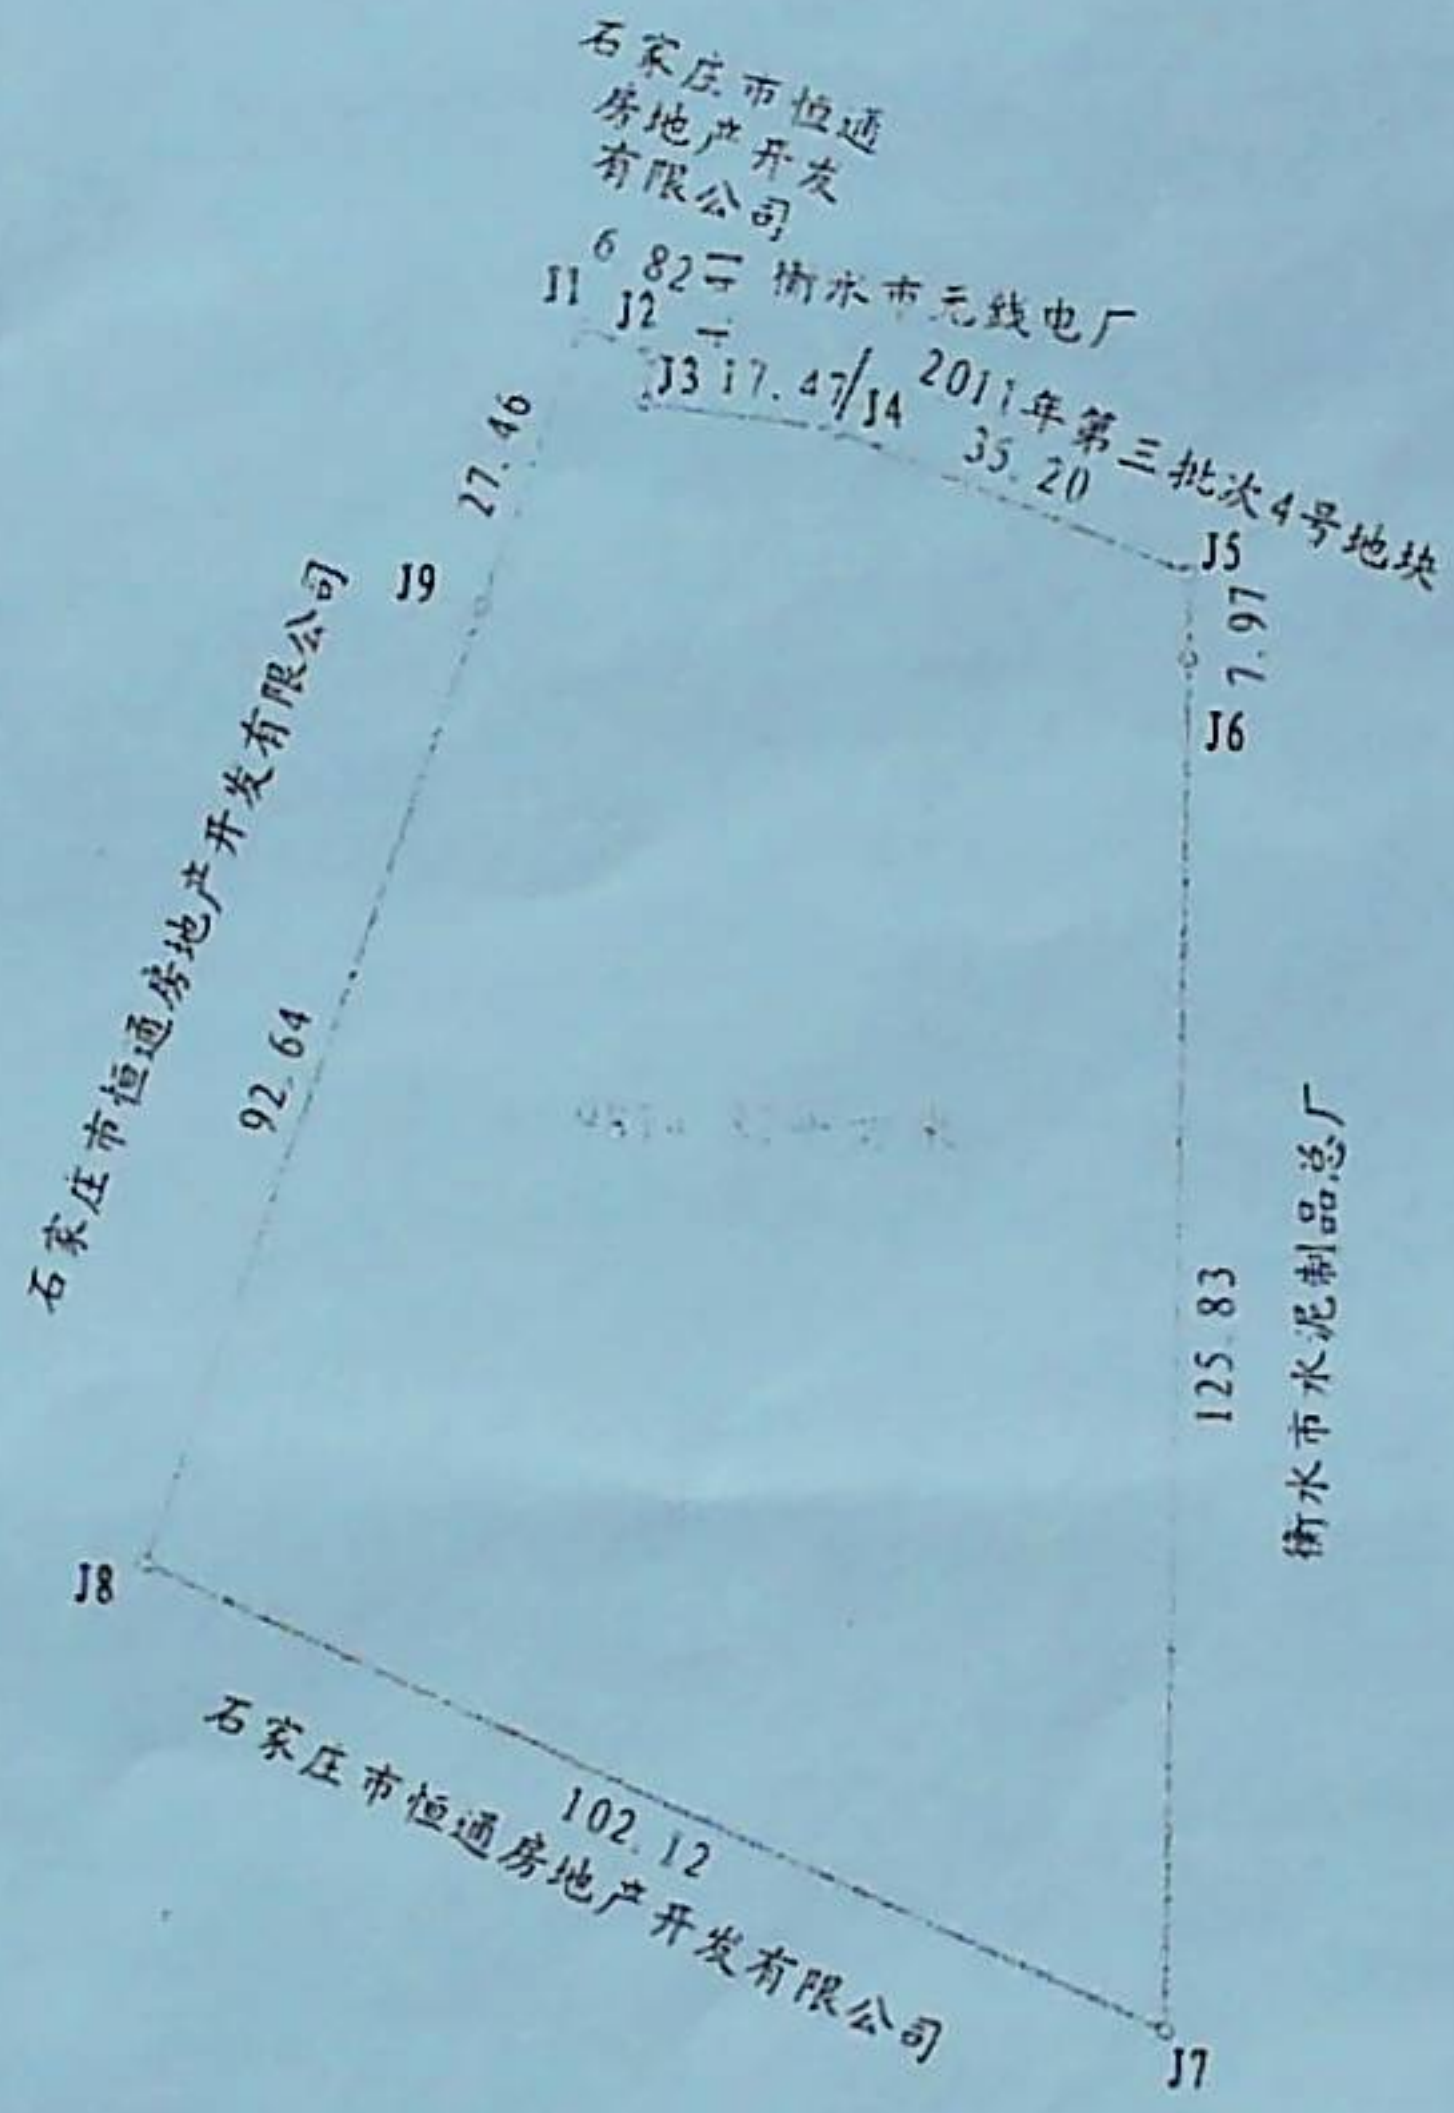 石家庄市恒通
房地产开发
有限公司
6 82
衡水市无线电厂
J1
J2
J3
17.47
J4
2011年第三批次4号地块
35.20
J5
7.97
J6
27.46
J9
石家庄市恒通房地产开发有限公司
92.64
125.83
衡水市水泥制品总厂
J8
102.12
石家庄市恒通房地产开发有限公司
J7